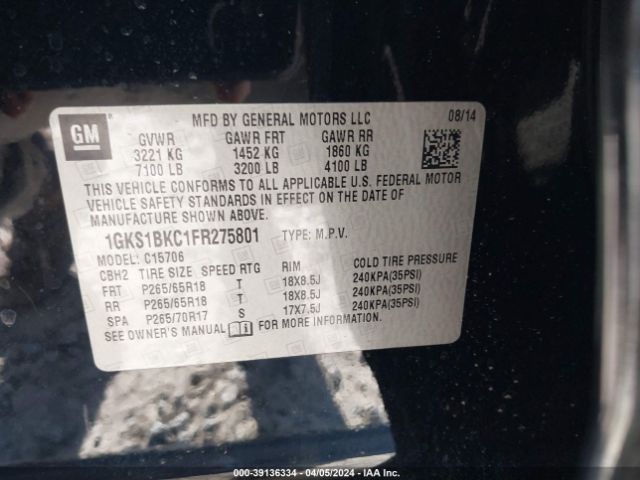 GM
MFD BY GENERAL MOTORS LLC 08/14
GVWR GAWR FRT GAWR RR
3221 KG 1452 KG 1860 KG
7100 LB 3200 LB 4100 LB
THIS VEHICLE CONFORMS TO ALL APPLICABLE U.S. FEDERAL MOTOR
VEHICLE SAFETY STANDARDS IN EFFECT ON THE DATE OF
MANUFACTURE SHOWN ABOVE.
1GKS1BKC1FR275801 TYPE: M.P.V.
MODEL: C15706
CBH2 TIRE SIZE SPEED RTG RIM COLD TIRE PRESSURE
FRT P265/65R18 T 18X8.5J 240KPA(35PSI)
RR P265/65R18 T 18X8.5J 240KPA(35PSI)
SPA P265/70R17 S 17X7.5J 240KPA(35PSI)
SEE OWNER'S MANUAL FOR MORE INFORMATION.
000-39136334 - 04/05/2024 - IAA Inc.